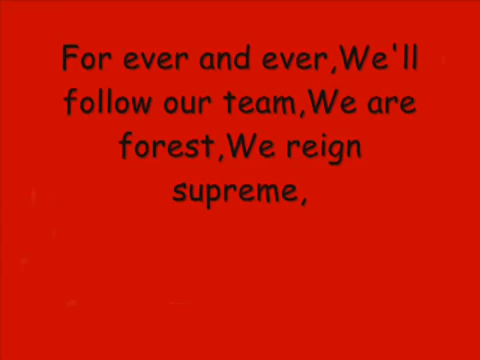 For ever and ever,We'll
follow our team,We are
forest,We reign
supreme,